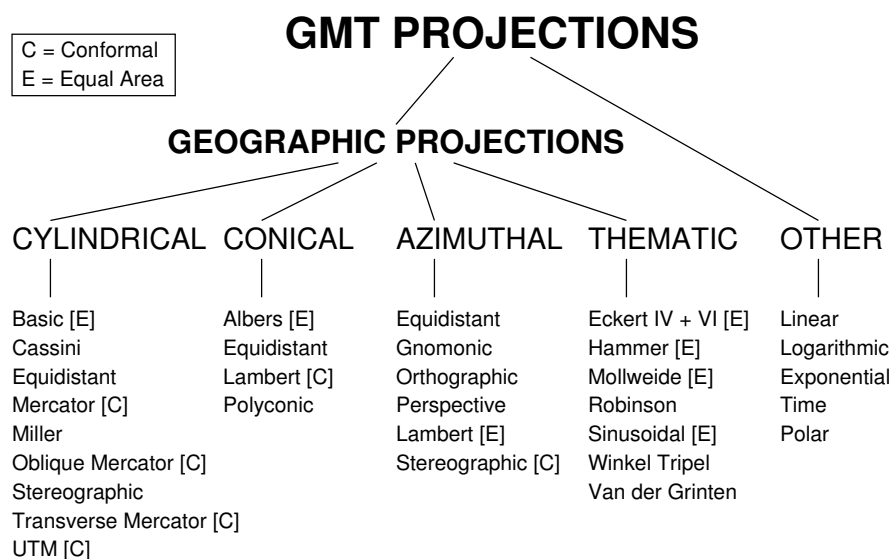 GMT PROJECTIONS
C = Conformal
E = Equal Area
GEOGRAPHIC PROJECTIONS
CYLINDRICAL
Basic [E]
Cassini
Equidistant
Mercator [C]
Miller
Oblique Mercator [C]
Stereographic
Transverse Mercator [C]
UTM [C]
CONICAL
Albers [E]
Equidistant
Lambert [C]
Polyconic
AZIMUTHAL
Equidistant
Gnomonic
Orthographic
Perspective
Lambert [E]
Stereographic [C]
THEMATIC
Eckert IV + VI [E]
Hammer [E]
Mollweide [E]
Robinson
Sinusoidal [E]
Winkel Tripel
Van der Grinten
OTHER
Linear
Logarithmic
Exponential
Time
Polar